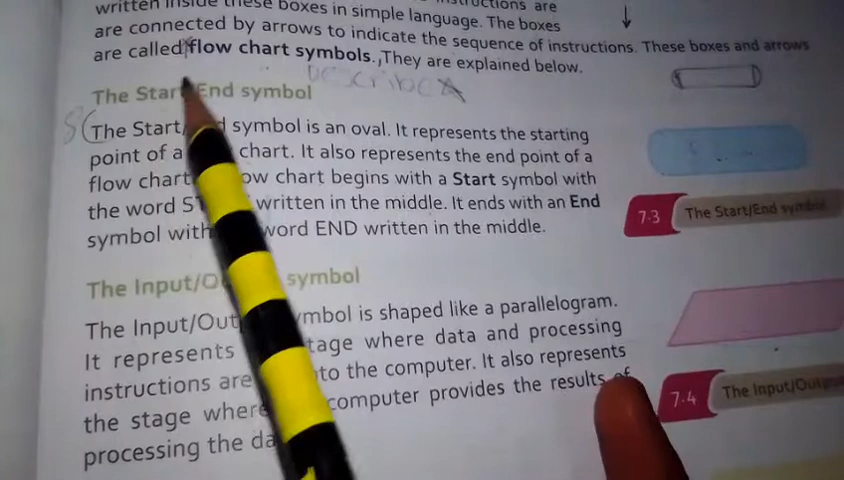 written inside these boxes in simple language. The boxes
are connected by arrows to indicate the sequence of instructions. These boxes and arrows
are called flow chart symbols. They are explained below.
Describe
The Start/End symbol
The Start/ symbol is an oval. It represents the starting
point of a chart. It also represents the end point of a
flow chart. ow chart begins with a Start symbol with
the word ST written in the middle. It ends with an End
symbol with word END written in the middle.
7.3 The Start/End symbol
The Input/O symbol
The Input/Out mbol is shaped like a parallelogram.
It represents tage where data and processing
instructions are to the computer. It also represents
the stage where computer provides the results of
processing the da
7.4 The Input/Outpu